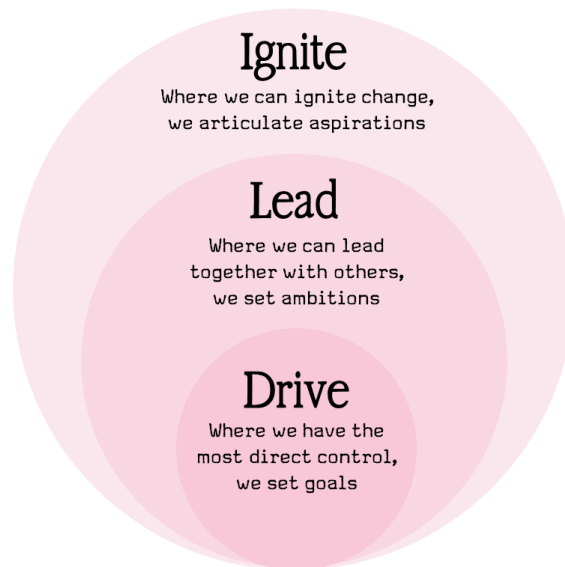 Ignite
Where we can ignite change,
we articulate aspirations
Lead
Where we can lead
together with others,
we set ambitions
Drive
Where we have the
most direct control,
we set goals